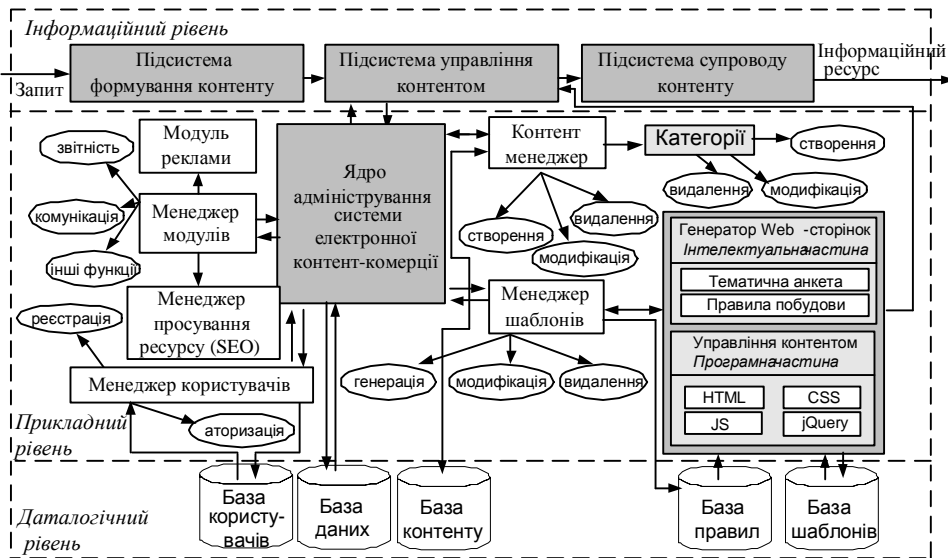 Інформаційний рівень
Запит
Підсистема
формування контенту
Підсистема управління
контентом
Підсистема супроводу
контенту
Інформаційний
ресурс
звітність
комунікація
інші функції
реєстрація
Модуль
реклами
Менеджер
модулів
Менеджер
просування
ресурсу (SEO)
Менеджер користувачів
аторизація
Ядро
адміністрування
системи
електронної
контент-комерції
Контент
менеджер
створення
модифікація
видалення
Категорії
створення
видалення
модифікація
Менеджер
шаблонів
генерація
модифікація
видалення
Генератор Web -сторінок
Інтелектуальначастина
Тематична анкета
Правила побудови
Управління контентом
Програмначастина
HTML
CSS
JS
jQuery
Прикладний
рівень
Даталогічний
рівень
База
користу-
вачів
База
даних
База
контенту
База
правил
База
шаблонів